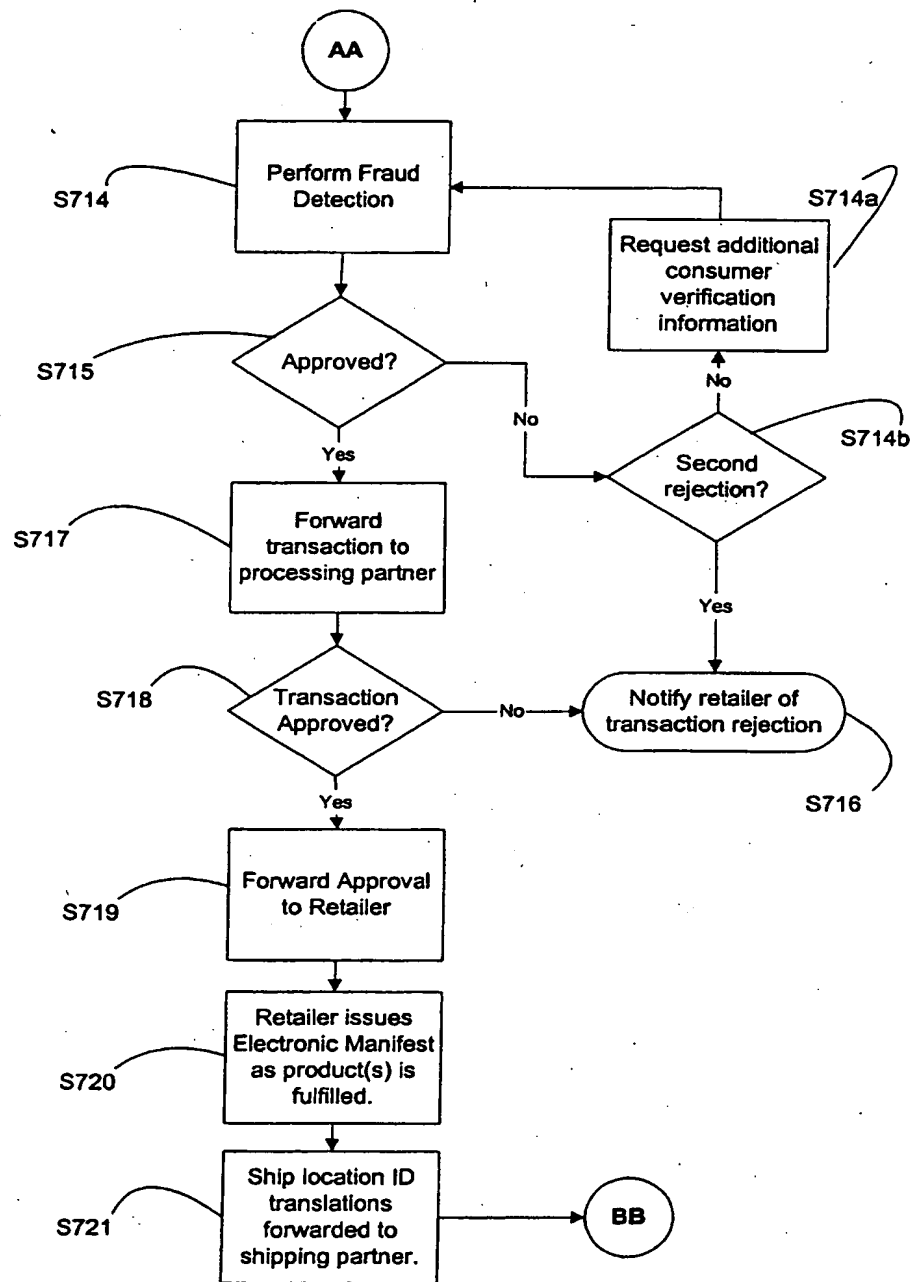 AA
S714
Perform Fraud
Detection
S714a
Request additional
consumer
verification
information
S715
Approved?
No
No
S714b
Second
rejection?
Yes
S717
Forward
transaction to
processing partner
Yes
S718
Transaction
Approved?
No
Notify retailer of
transaction rejection
S716
Yes
S719
Forward Approval
to Retailer
S720
Retailer issues
Electronic Manifest
as product(s) is
fulfilled.
S721
Ship location ID
translations
forwarded to
shipping partner.
BB